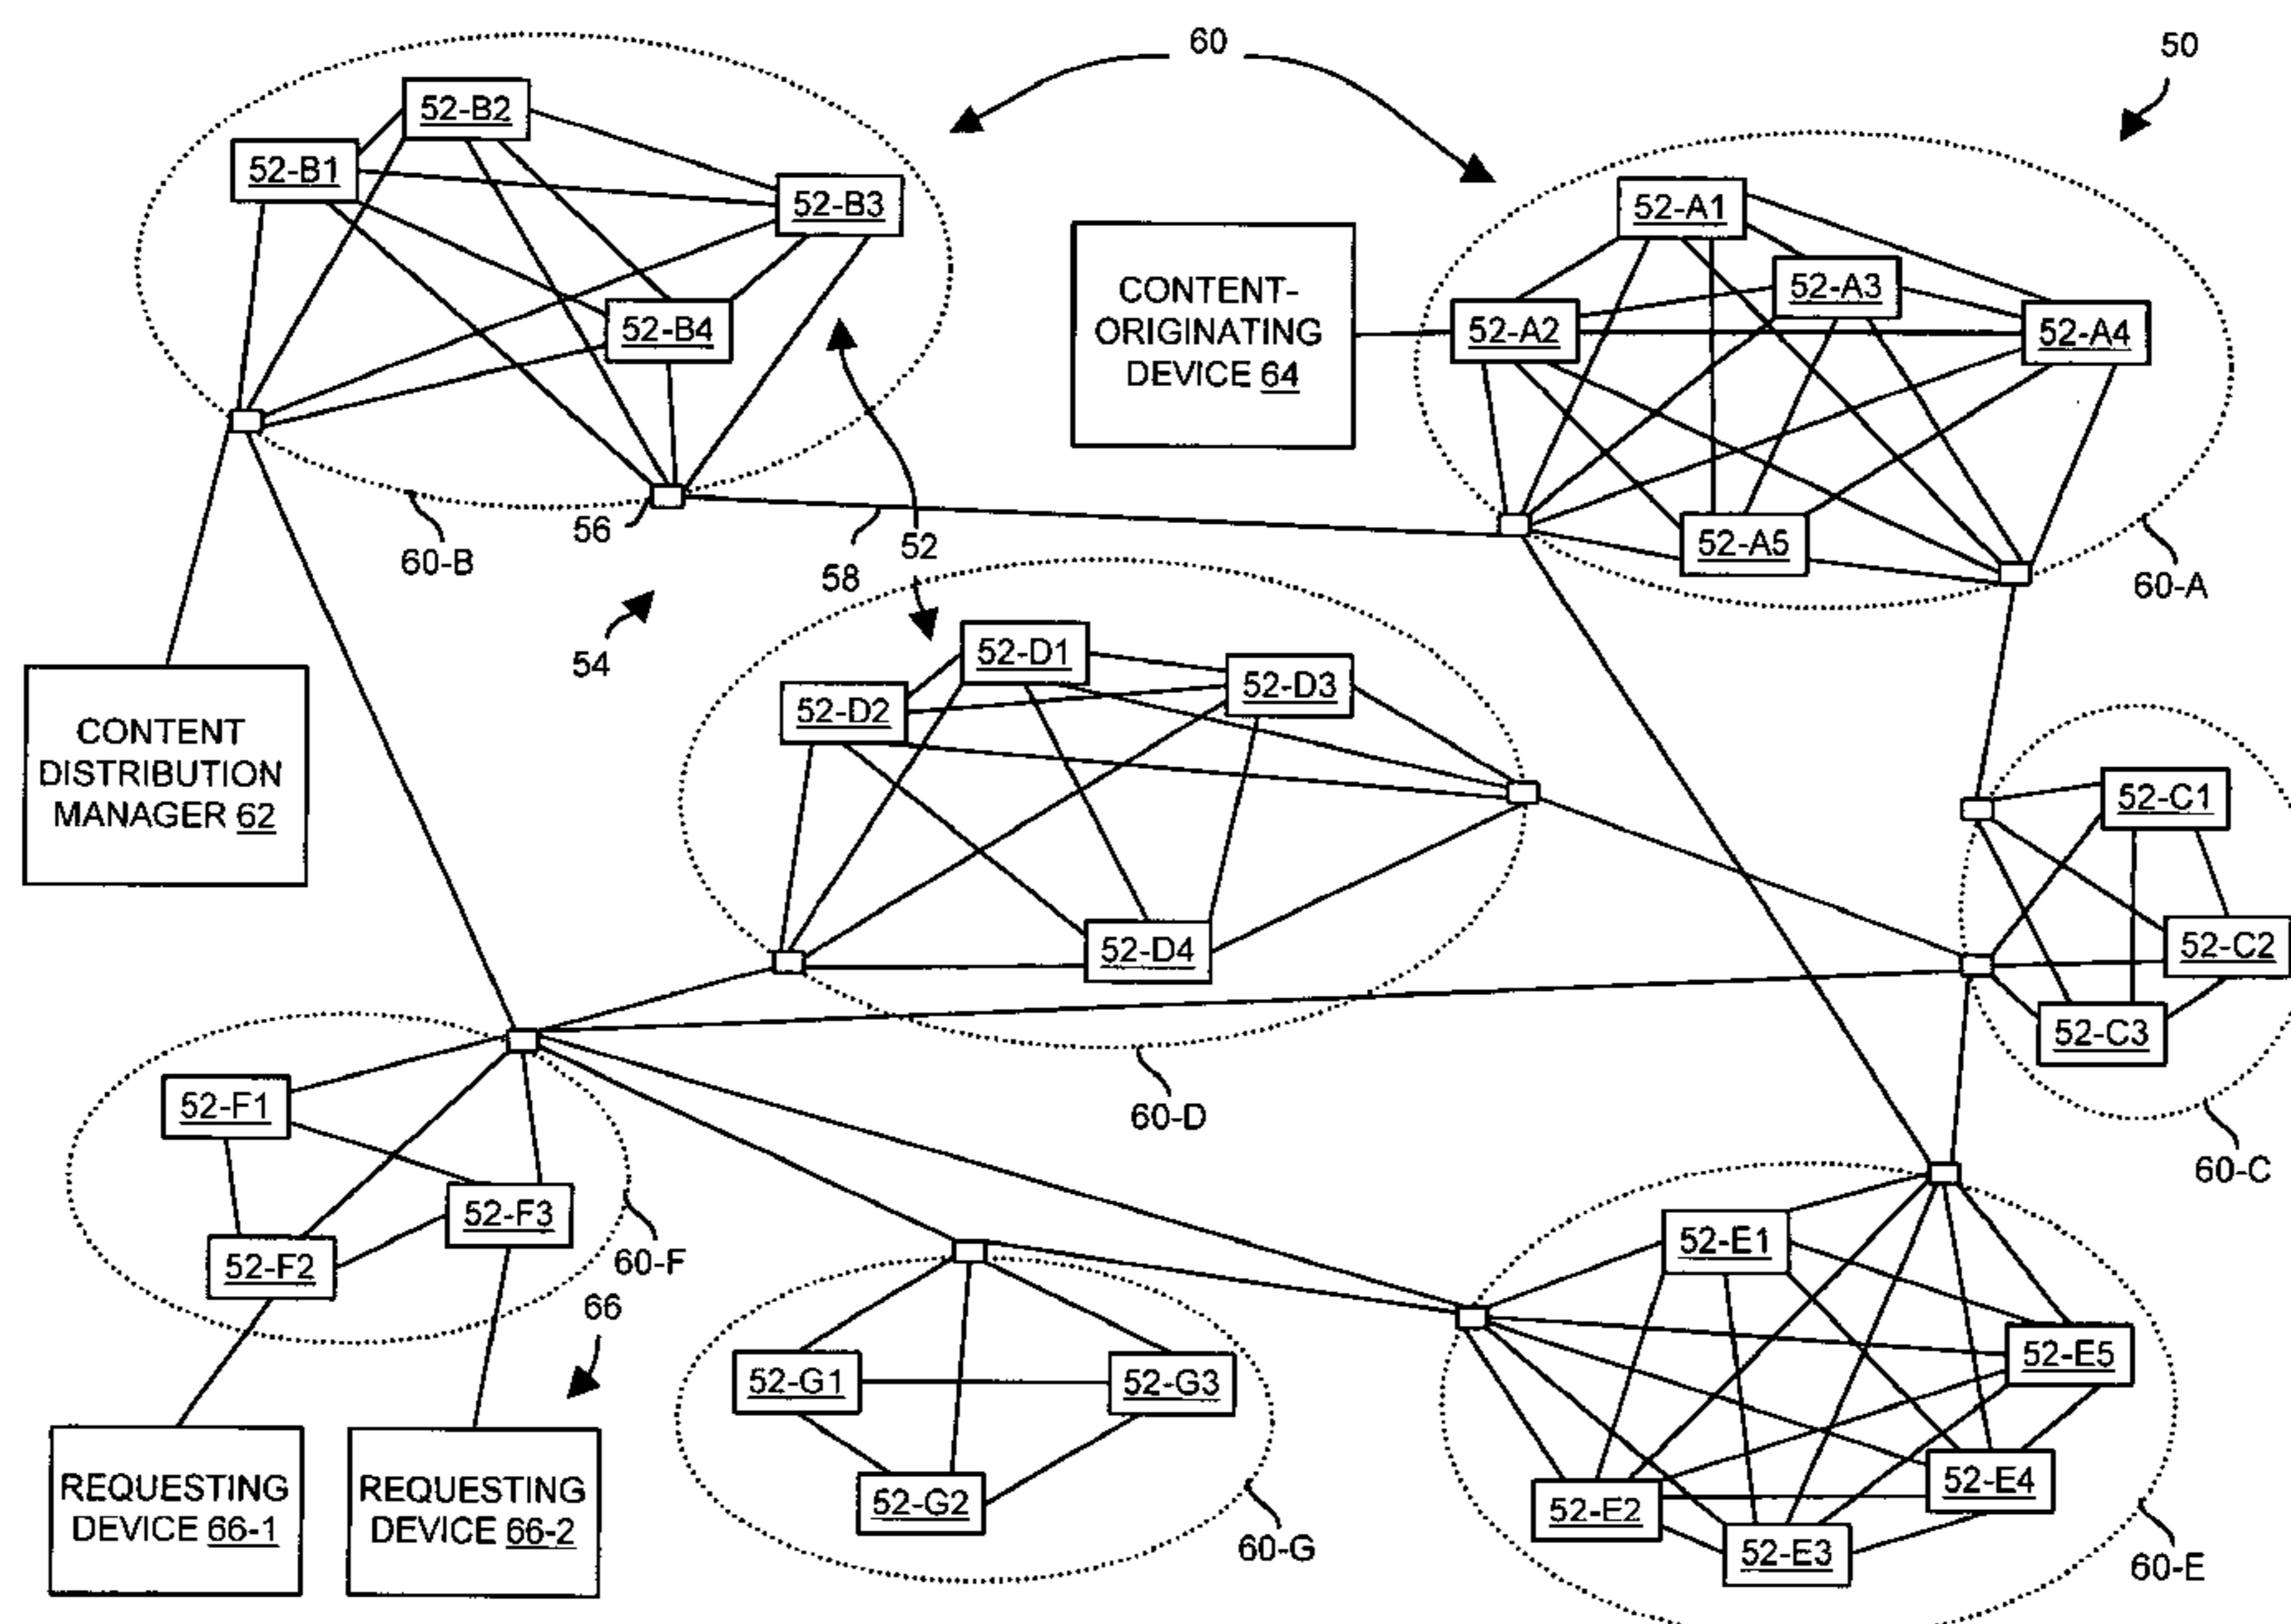 60
50
52-B2
52-B1
52-B3
52-B4
52-A1
52-A3
52-A2
52-A4
52-A5
CONTENT-
ORIGINATING
DEVICE 64
56
60-B
58
52
60-A
54
52-D1
52-D3
52-D2
52-D4
CONTENT
DISTRIBUTION
MANAGER 62
52-C1
52-C2
52-C3
60-D
60-C
52-F1
52-F3
52-F2
60-F
66
52-E1
52-E5
52-E4
52-E2
52-E3
52-G1
52-G3
52-G2
60-G
60-E
REQUESTING
DEVICE 66-1
REQUESTING
DEVICE 66-2